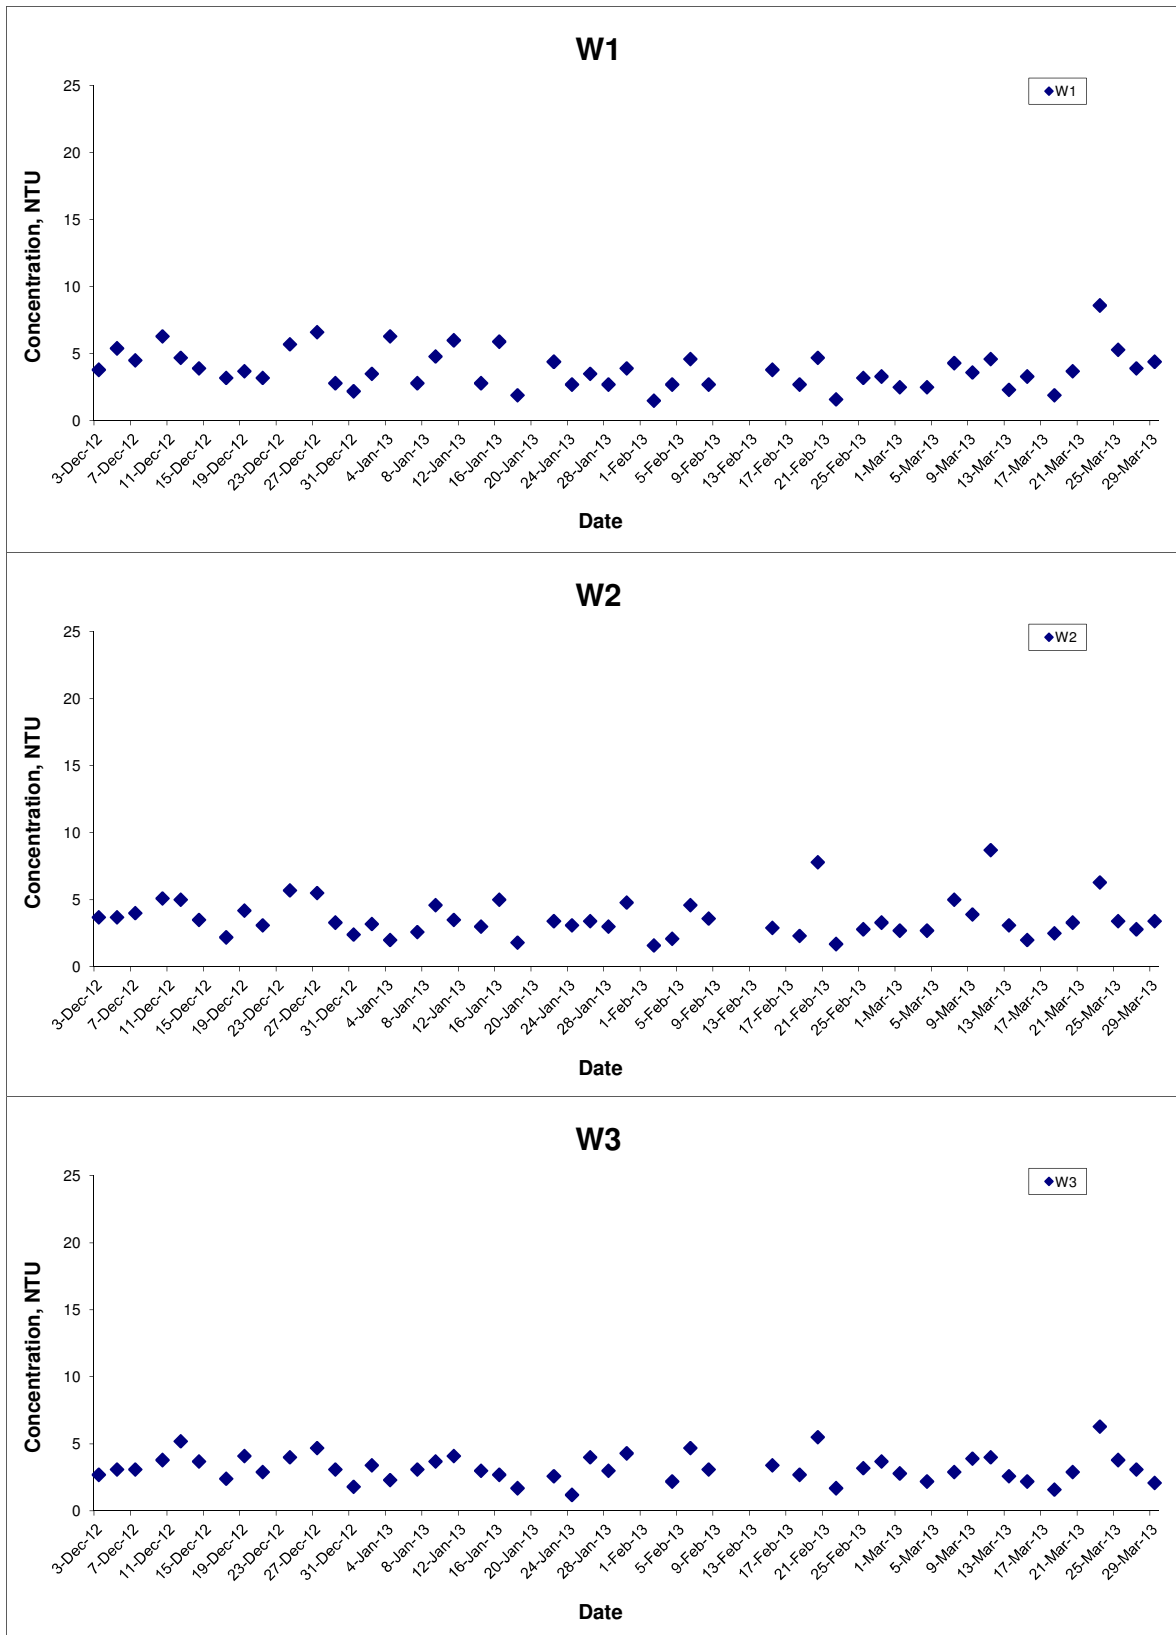 W1
W1
25
20
15
10
5
0
Concentration, NTU
3-Dec-12
7-Dec-12
11-Dec-12
15-Dec-12
19-Dec-12
23-Dec-12
27-Dec-12
31-Dec-12
4-Jan-13
8-Jan-13
12-Jan-13
16-Jan-13
20-Jan-13
24-Jan-13
28-Jan-13
1-Feb-13
5-Feb-13
9-Feb-13
13-Feb-13
17-Feb-13
21-Feb-13
25-Feb-13
1-Mar-13
5-Mar-13
9-Mar-13
13-Mar-13
17-Mar-13
21-Mar-13
25-Mar-13
29-Mar-13
Date
W2
W2
25
20
15
10
5
0
Concentration, NTU
3-Dec-12
7-Dec-12
11-Dec-12
15-Dec-12
19-Dec-12
23-Dec-12
27-Dec-12
31-Dec-12
4-Jan-13
8-Jan-13
12-Jan-13
16-Jan-13
20-Jan-13
24-Jan-13
28-Jan-13
1-Feb-13
5-Feb-13
9-Feb-13
13-Feb-13
17-Feb-13
21-Feb-13
25-Feb-13
1-Mar-13
5-Mar-13
9-Mar-13
13-Mar-13
17-Mar-13
21-Mar-13
25-Mar-13
29-Mar-13
Date
W3
W3
25
20
15
10
5
0
Concentration, NTU
3-Dec-12
7-Dec-12
11-Dec-12
15-Dec-12
19-Dec-12
23-Dec-12
27-Dec-12
31-Dec-12
4-Jan-13
8-Jan-13
12-Jan-13
16-Jan-13
20-Jan-13
24-Jan-13
28-Jan-13
1-Feb-13
5-Feb-13
9-Feb-13
13-Feb-13
17-Feb-13
21-Feb-13
25-Feb-13
1-Mar-13
5-Mar-13
9-Mar-13
13-Mar-13
17-Mar-13
21-Mar-13
25-Mar-13
29-Mar-13
Date